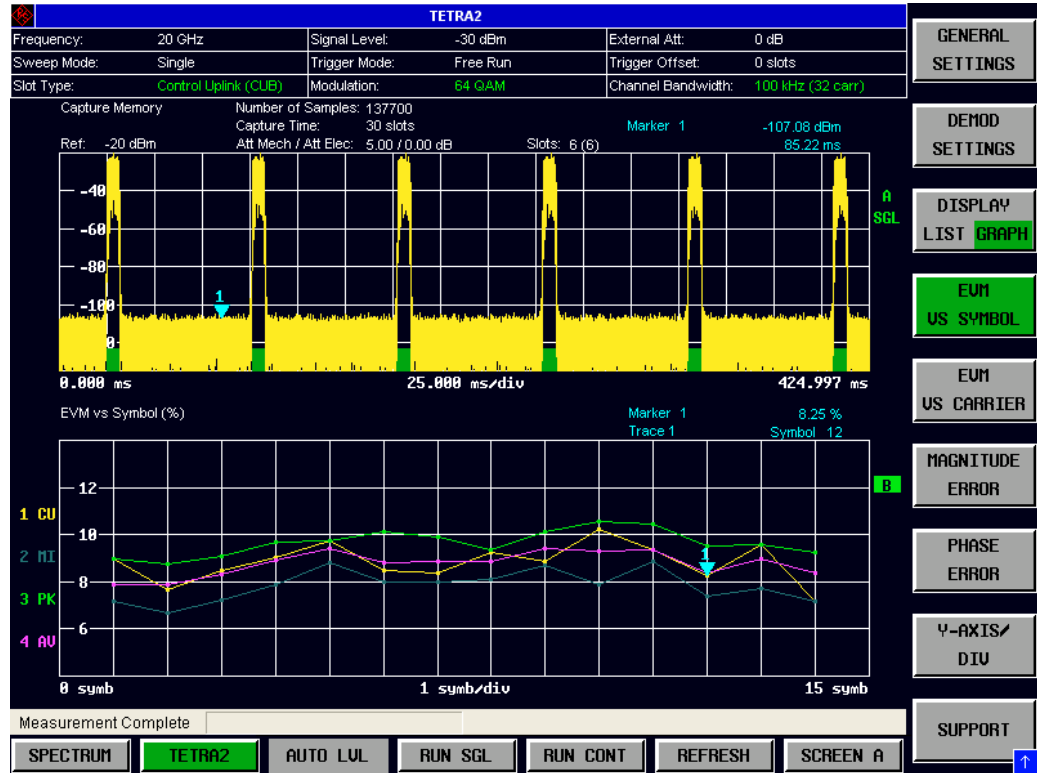 TETRA2
Frequency: 20 GHz Signal Level: -30 dBm External Att: 0 dB
Sweep Mode: Single Trigger Mode: Free Run Trigger Offset: 0 slots
Slot Type: Control Uplink (CUB) Modulation: 64 QAM Channel Bandwidth: 100 kHz (32 carr)
Capture Memory Number of Samples: 137700
Capture Time: 30 slots Marker 1 -107.08 dBm
Ref: -20 dBm Att Mech / Att Elec: 5.00 / 0.00 dB Slots: 6 (6) 85.22 ms
-40
A
SGL
-60
-80
-100
1
0
0.000 ms 25.000 ms/div 424.997 ms
EVM vs Symbol (%) Marker 1 8.25 %
Trace 1 Symbol 12
12
B
1 CU
10
2 MI
1
8
3 PK
6
4 AV
0 symb 1 symb/div 15 symb
Measurement Complete
SPECTRUM TETRA2 AUTO LVL RUN SGL RUN CONT REFRESH SCREEN A
GENERAL
SETTINGS
DEMOD
SETTINGS
DISPLAY
LIST GRAPH
EVM
VS SYMBOL
EVM
VS CARRIER
MAGNITUDE
ERROR
PHASE
ERROR
Y-AXIS/
DIV
SUPPORT
↑